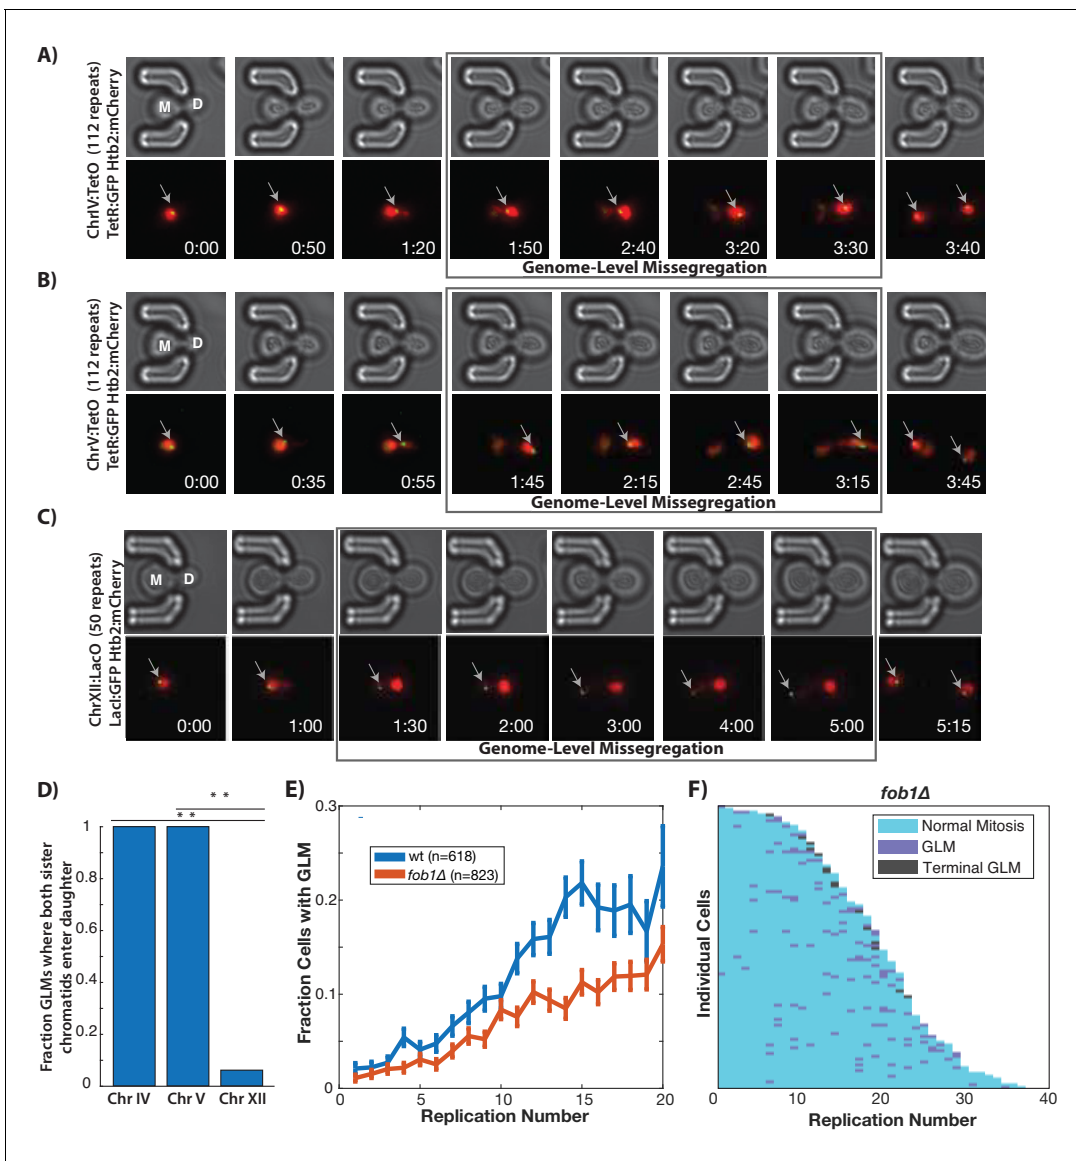 A)
ChrIV:TetO (112 repeats)
TetR:GFP Htb2:mCherry
M D
0:00 0:50 1:20 1:50 2:40 3:20 3:30 3:40
Genome-Level Missegregation
B)
ChrV:TetO (112 repeats)
TetR:GFP Htb2:mCherry
M D
0:00 0:35 0:55 1:45 2:15 2:45 3:15 3:45
Genome-Level Missegregation
C)
ChrXII::LacO (50 repeats)
LacI:GFP Htb2:mCherry
M D
0:00 1:00 1:30 2:00 3:00 4:00 5:00 5:15
Genome-Level Missegregation
D)
Fraction GLMs where both sister
chromatids enter daughter
* *
* *
1
0.8
0.6
0.4
0.2
0
Chr IV Chr V Chr XII
E)
Fraction Cells with GLM
0.3
0.2
0.1
0
wt (n=618)
fob1Δ (n=823)
0 5 10 15 20
Replication Number
F)
fob1Δ
Individual Cells
Normal Mitosis
GLM
Terminal GLM
0 10 20 30 40
Replication Number